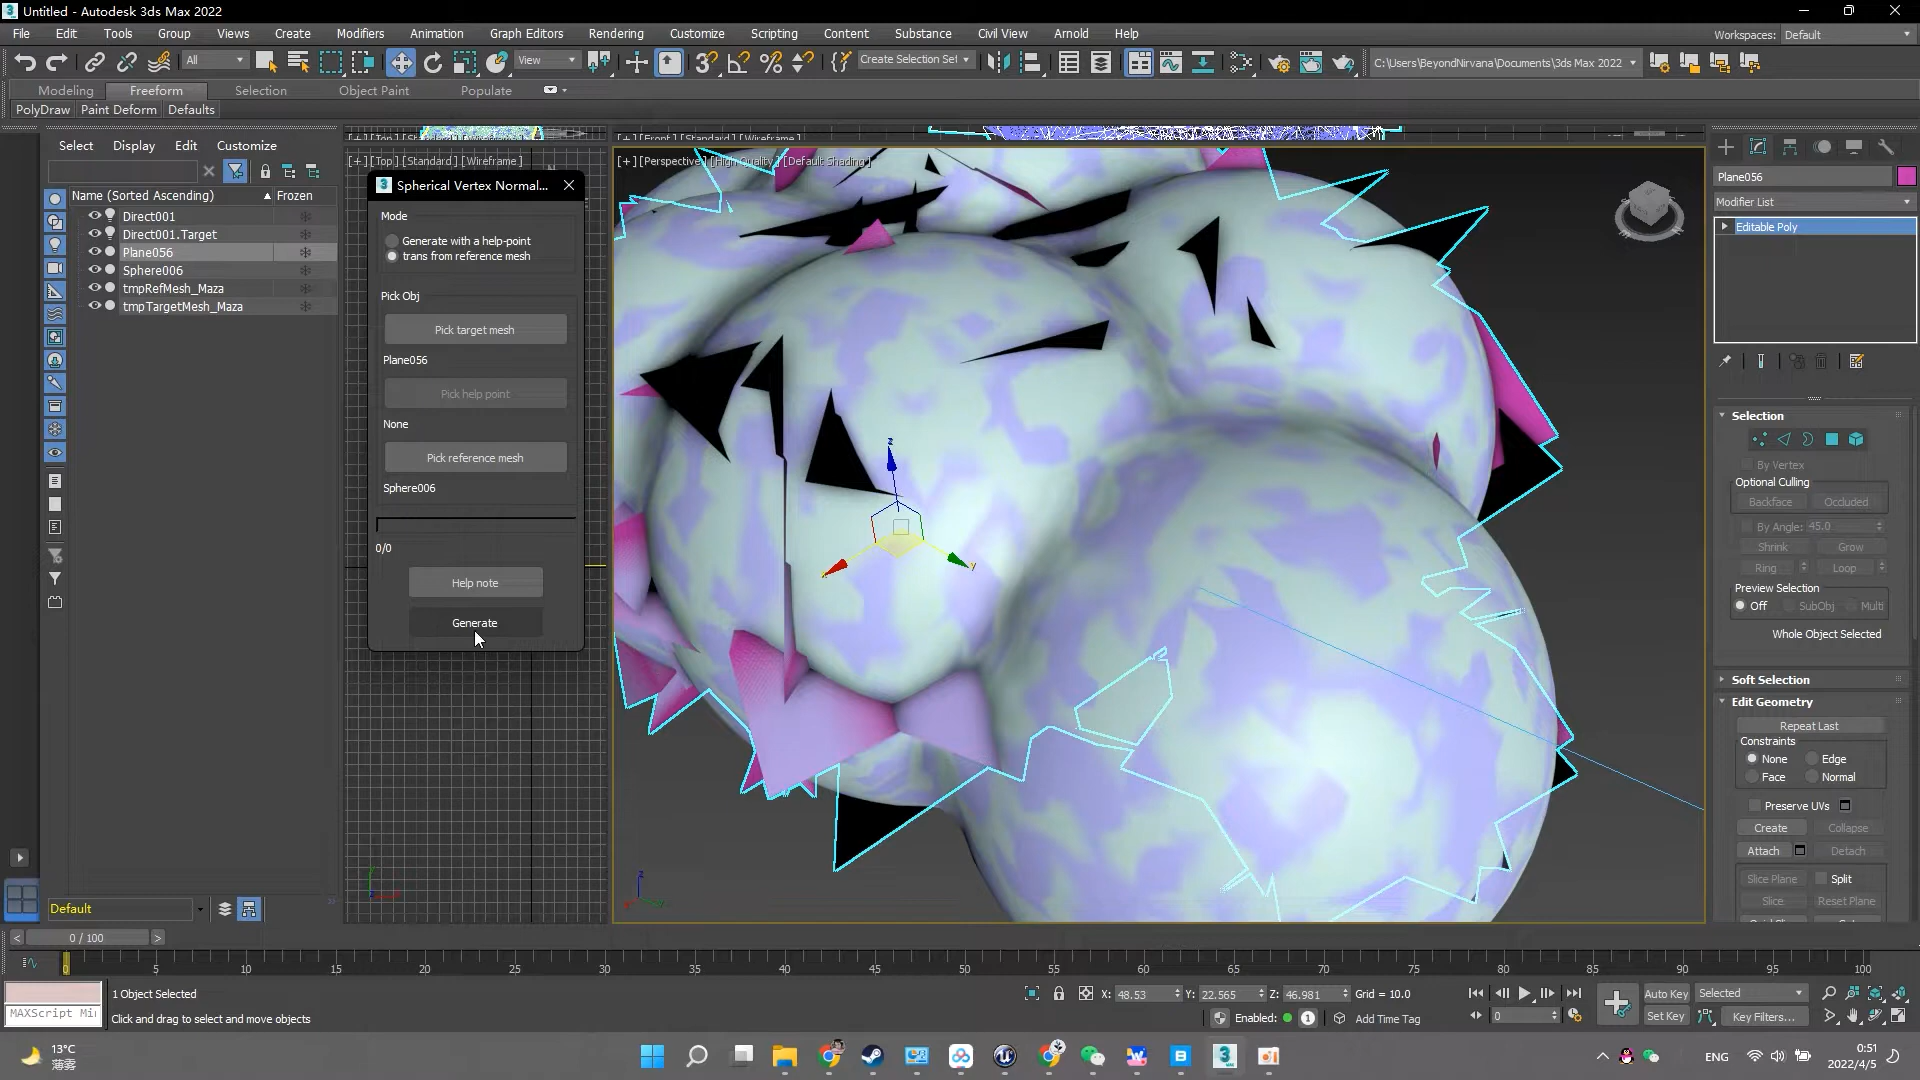 Untitled - Autodesk 3ds Max 2022
File Edit Tools Group Views Create Modifiers Animation Graph Editors Rendering Customize Scripting Content Substance Civil View Arnold Help
Workspaces: Default
All View Create Selection Set C:\Users\BeyondNirvana\Documents\3ds Max 2022
Modeling Freeform Selection Object Paint Populate
PolyDraw Paint Deform Defaults
Select Display Edit Customize
Name (Sorted Ascending) Frozen
Direct001
Direct001.Target
Plane056
Sphere006
tmpRefMesh_Maza
tmpTargetMesh_Maza
Default
[+] [Top] [Standard] [Wireframe]
[+] [Front] [Standard] [Wireframe]
[+] [Top] [Standard] [Wireframe]
[+] [Perspective] [High Quality] [Default Shading]
Spherical Vertex Normal...
Mode
Generate with a help-point
trans from reference mesh
Pick Obj
Pick target mesh
Plane056
Pick help point
None
Pick reference mesh
Sphere006
0/0
Help note
Generate
z
y
Plane056
Modifier List
Editable Poly
Selection
By Vertex
Optional Culling
Backface Occluded
By Angle: 45.0
Shrink Grow
Ring Loop
Preview Selection
Off SubObj Multi
Whole Object Selected
Soft Selection
Edit Geometry
Repeat Last
Constraints
None Edge
Face Normal
Preserve UVs
Create Collapse
Attach Detach
Slice Plane Split
Slice Reset Plane
0 / 100
0 5 10 15 20 25 30 35 40 45 50 55 60 65 70 75 80 85 90 95 100
1 Object Selected
X: 48.53 Y: 22.565 Z: 46.981 Grid = 10.0
Auto Key Selected
MAXScript Mi
Click and drag to select and move objects
Enabled: 1 Add Time Tag
0
Set Key Key Filters...
13°C
薄雾
ENG
0:51
2022/4/5